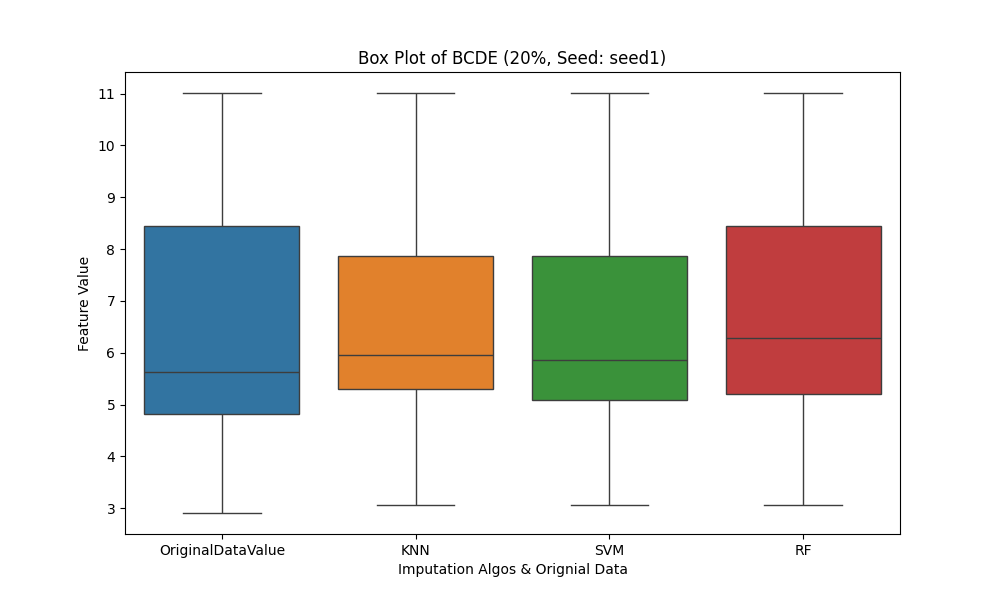 Box Plot of BCDE (20%, Seed: seed1)
Feature Value
11
10
9
8
7
6
5
4
3
OriginalDataValue KNN SVM RF
Imputation Algos & Orignial Data